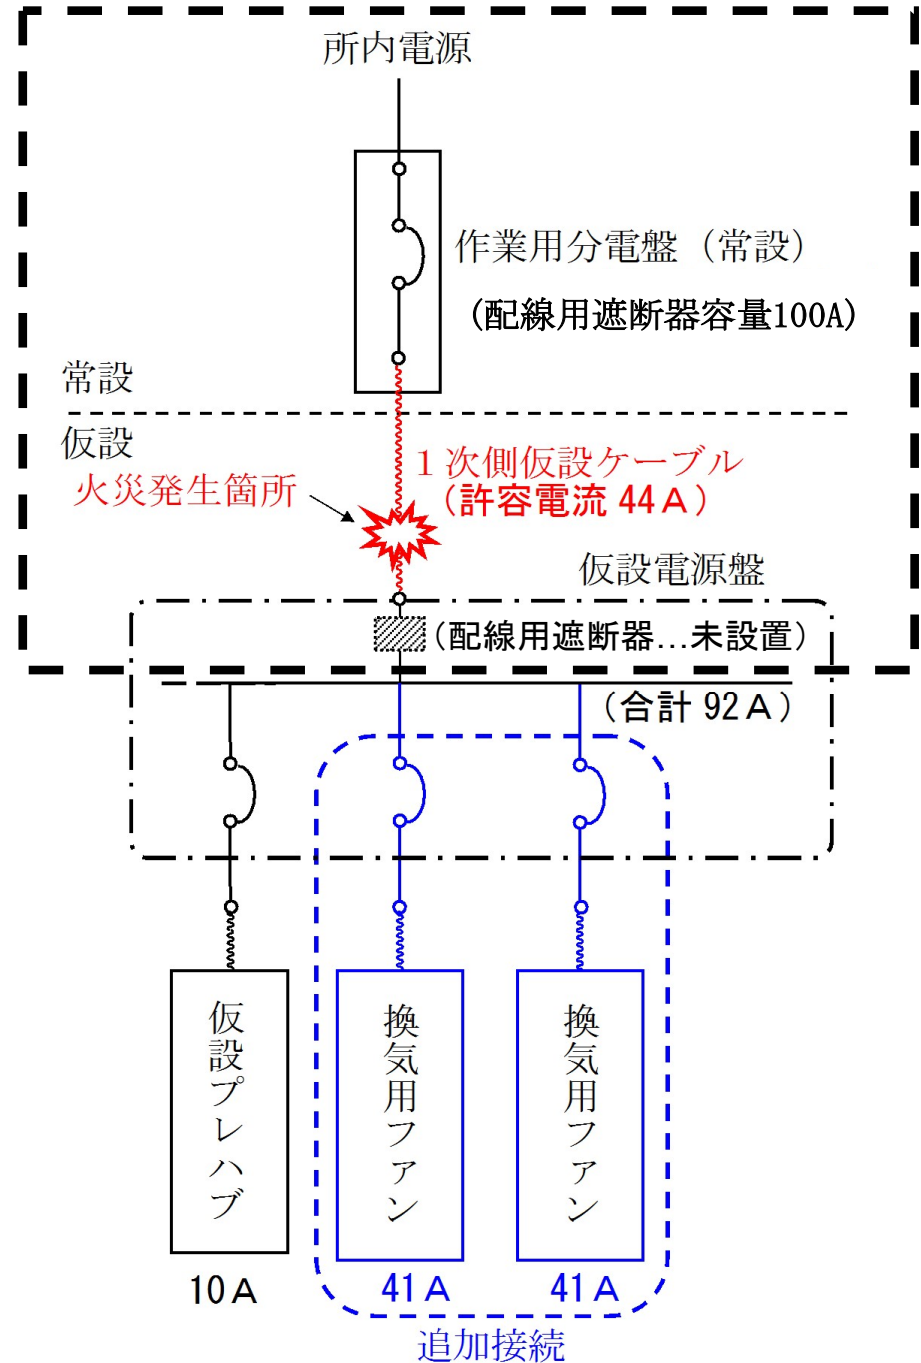 所内電源
作業用分電盤（常設）
(配線用遮断器容量100A)
常設
仮設
火災発生箇所
１次側仮設ケーブル
（許容電流 44Ａ）
仮設電源盤
（配線用遮断器…未設置）
（合計 92Ａ）
仮設プレハブ
換気用ファン
換気用ファン
10Ａ
41Ａ
41Ａ
追加接続